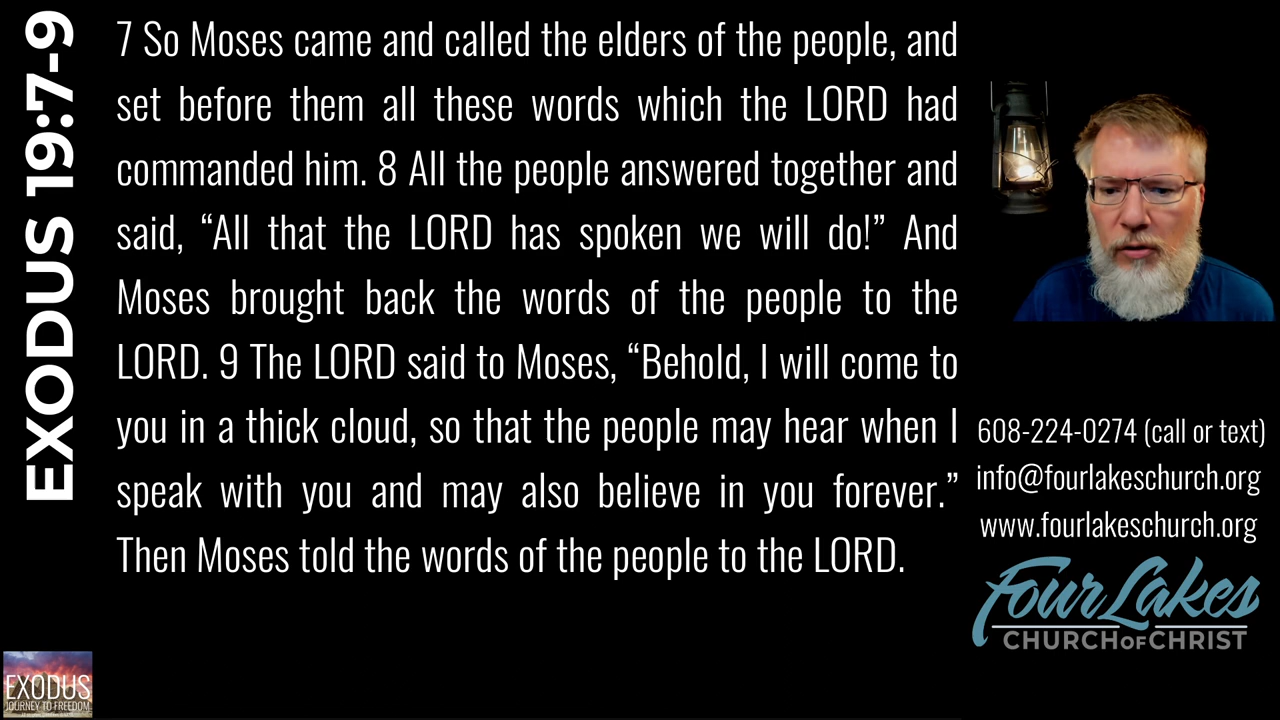 EXODUS 19:7-9
7 So Moses came and called the elders of the people, and
set before them all these words which the LORD had
commanded him. 8 All the people answered together and
said, “All that the LORD has spoken we will do!” And
Moses brought back the words of the people to the
LORD. 9 The LORD said to Moses, “Behold, I will come to
you in a thick cloud, so that the people may hear when I
speak with you and may also believe in you forever.”
Then Moses told the words of the people to the LORD.
608-224-0274 (call or text)
info@fourlakeschurch.org
www.fourlakeschurch.org
Four Lakes
CHURCH OF CHRIST
EXODUS
JOURNEY TO FREEDOM